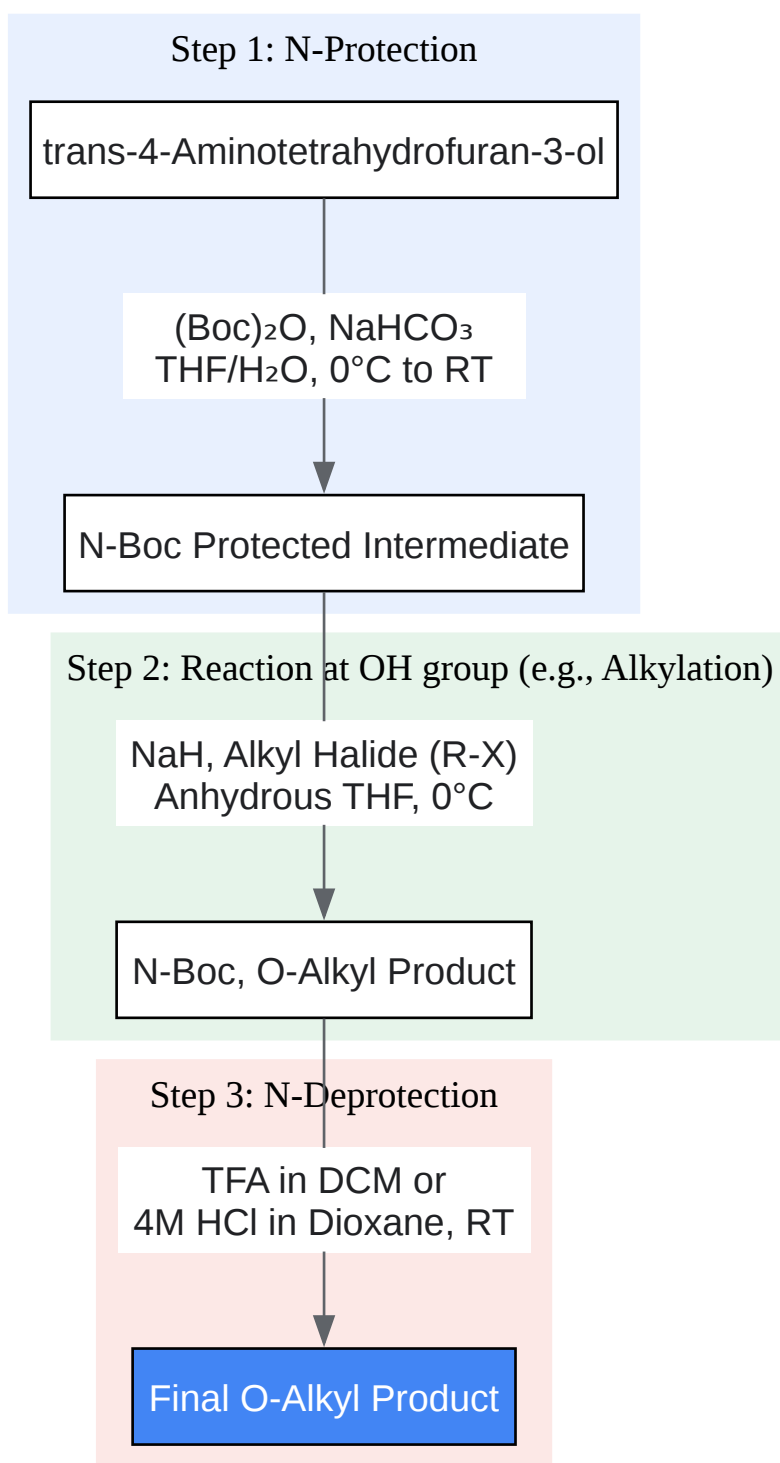 Step 1: N-Protection
trans-4-Aminotetrahydrofuran-3-ol
(Boc)₂O, NaHCO₃
THF/H₂O, 0°C to RT
N-Boc Protected Intermediate
Step 2: Reaction at OH group (e.g., Alkylation)
NaH, Alkyl Halide (R-X)
Anhydrous THF, 0°C
N-Boc, O-Alkyl Product
Step 3: N-Deprotection
TFA in DCM or
4M HCl in Dioxane, RT
Final O-Alkyl Product